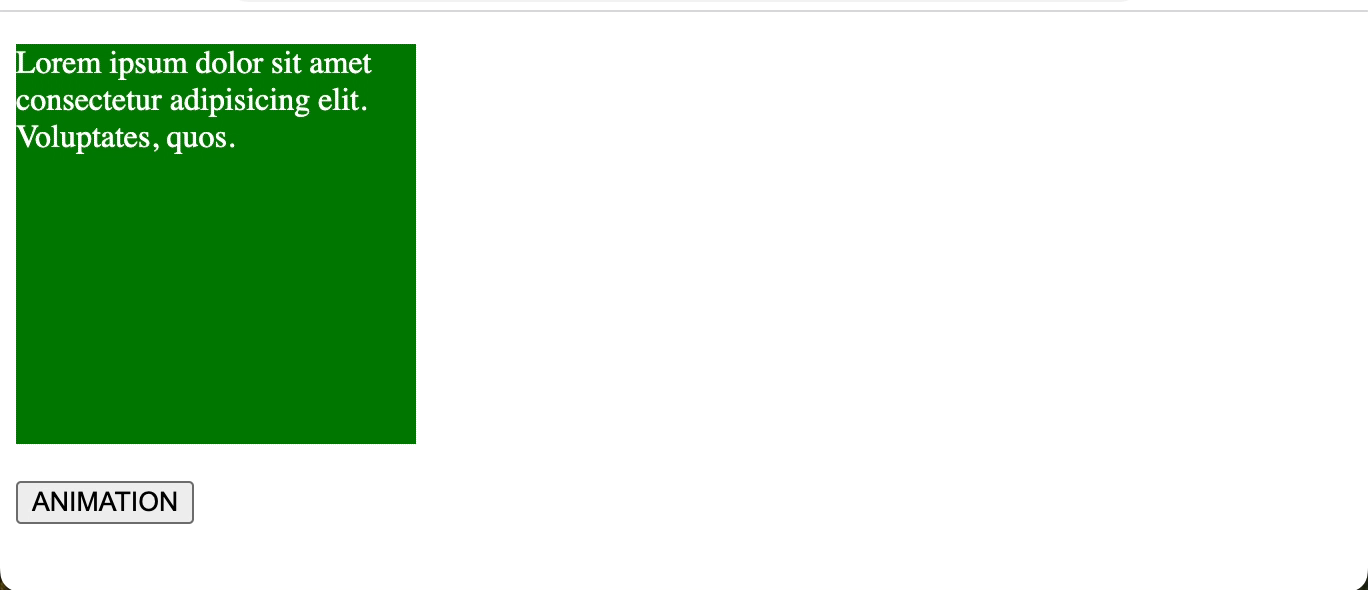 Lorem ipsum dolor sit amet
consectetur adipisicing elit.
Voluptates, quos.
ANIMATION